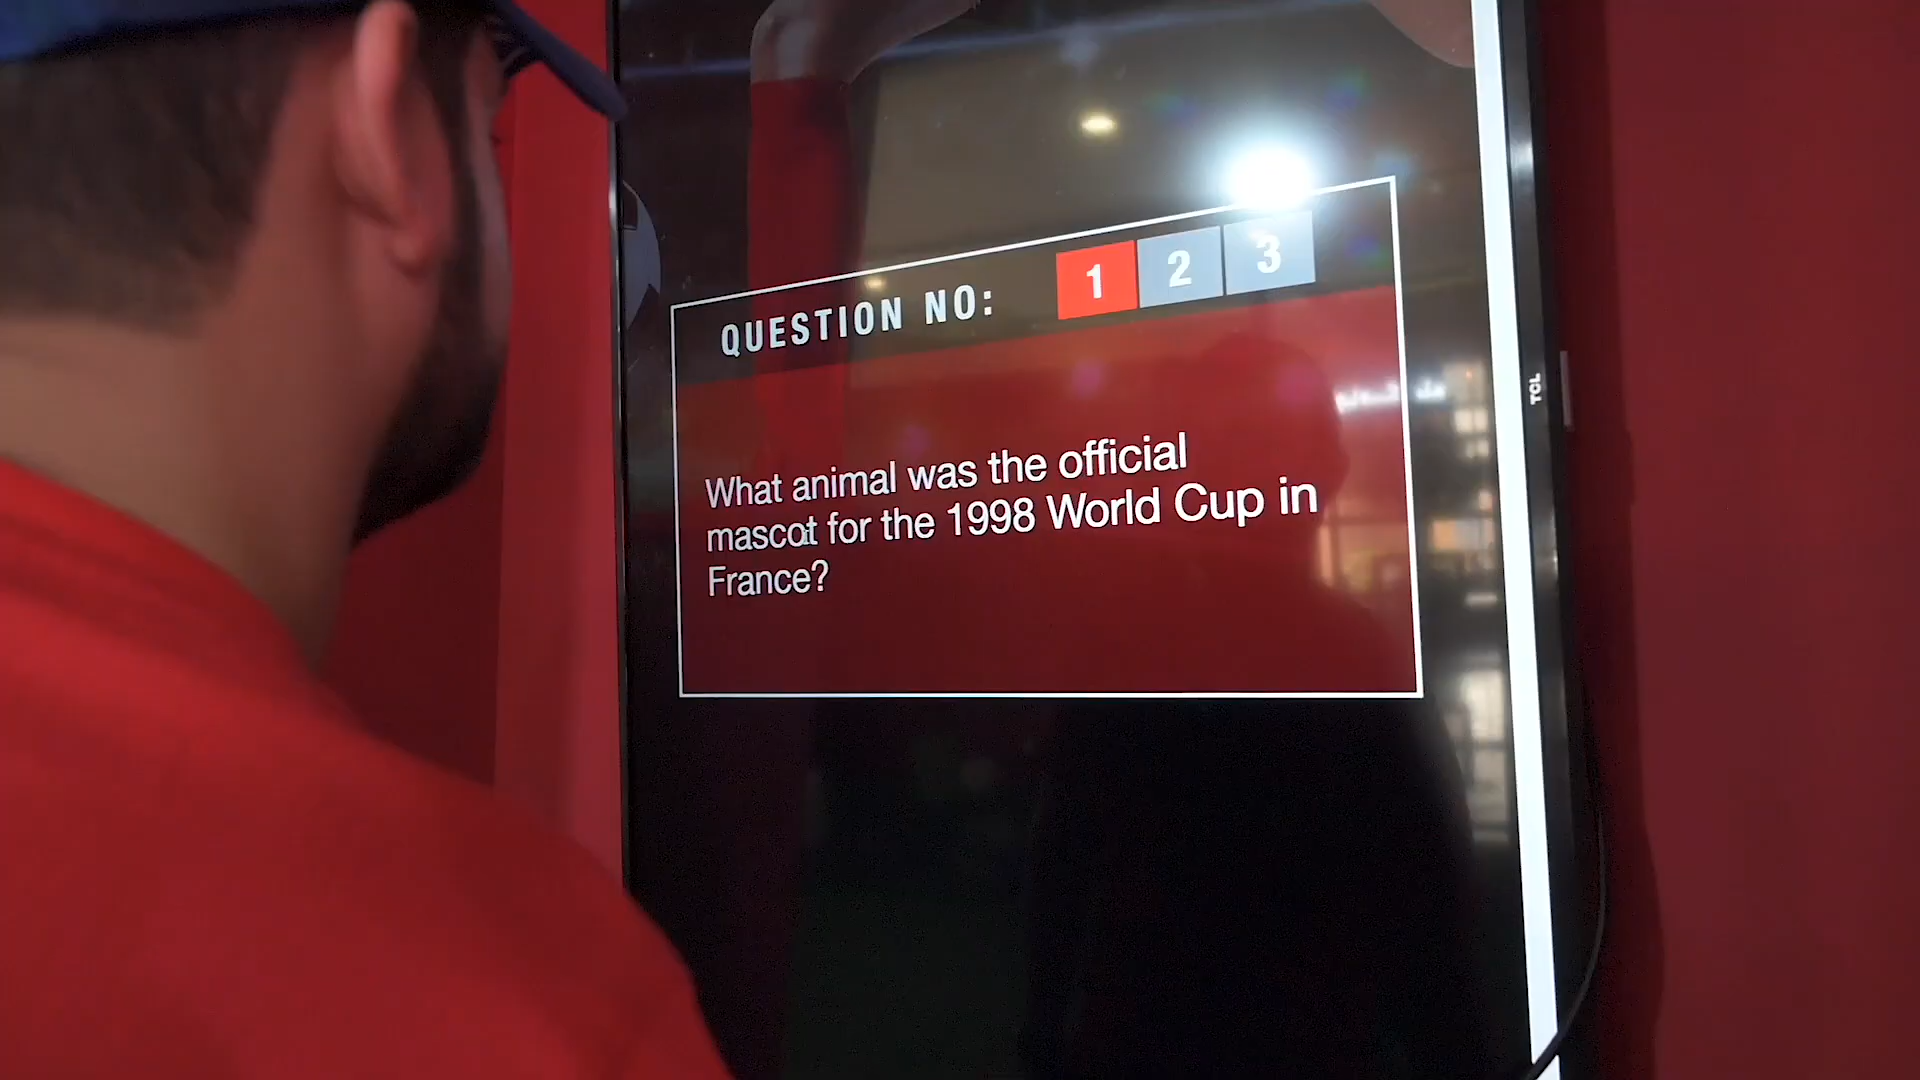 QUESTION NO: 1 2 3
What animal was the official
mascot for the 1998 World Cup in
France?
TCL